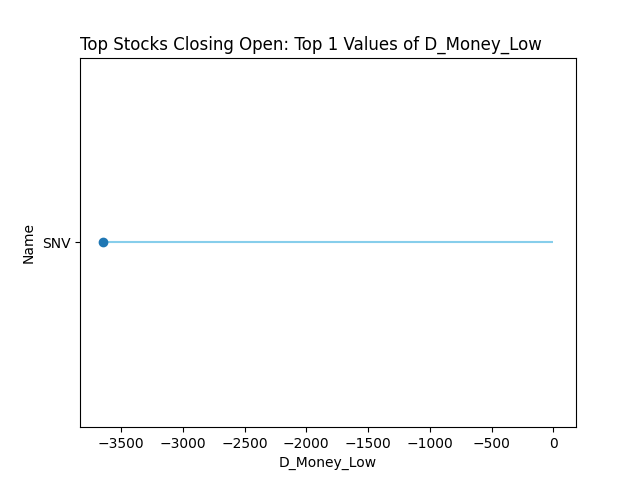 Top Stocks Closing Open: Top 1 Values of D_Money_Low
Name
SNV
−3500 −3000 −2500 −2000 −1500 −1000 −500 0
D_Money_Low